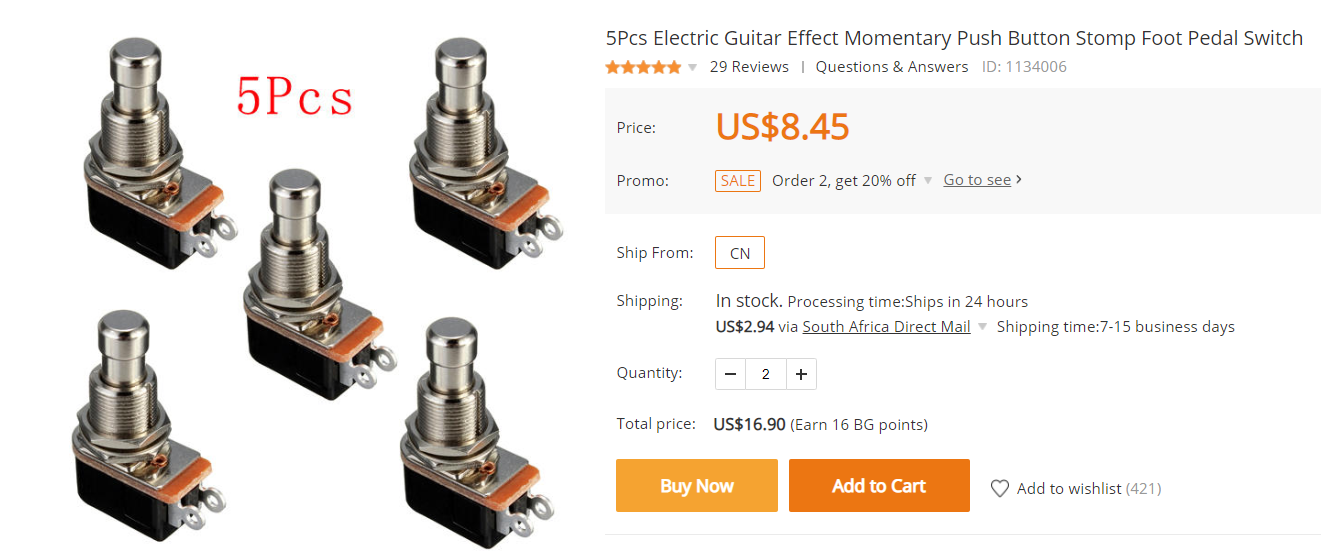 5Pcs
5Pcs Electric Guitar Effect Momentary Push Button Stomp Foot Pedal Switch
29 Reviews | Questions & Answers ID: 1134006
Price: US$8.45
Promo: SALE Order 2, get 20% off Go to see ›
Ship From: CN
Shipping: In stock. Processing time:Ships in 24 hours
US$2.94 via South Africa Direct Mail Shipping time:7-15 business days
Quantity: − 2 +
Total price: US$16.90 (Earn 16 BG points)
Buy Now Add to Cart Add to wishlist (421)